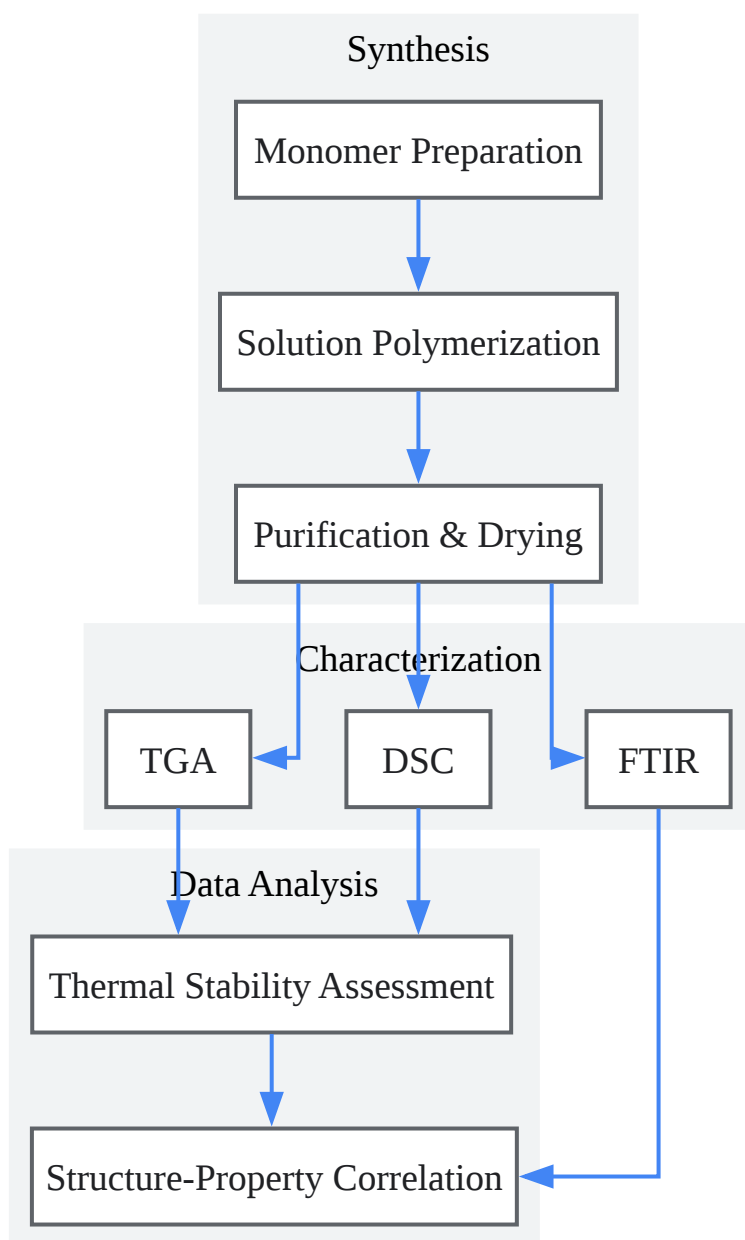 Synthesis
Monomer Preparation
Solution Polymerization
Purification & Drying
Characterization
TGA
DSC
FTIR
Data Analysis
Thermal Stability Assessment
Structure-Property Correlation